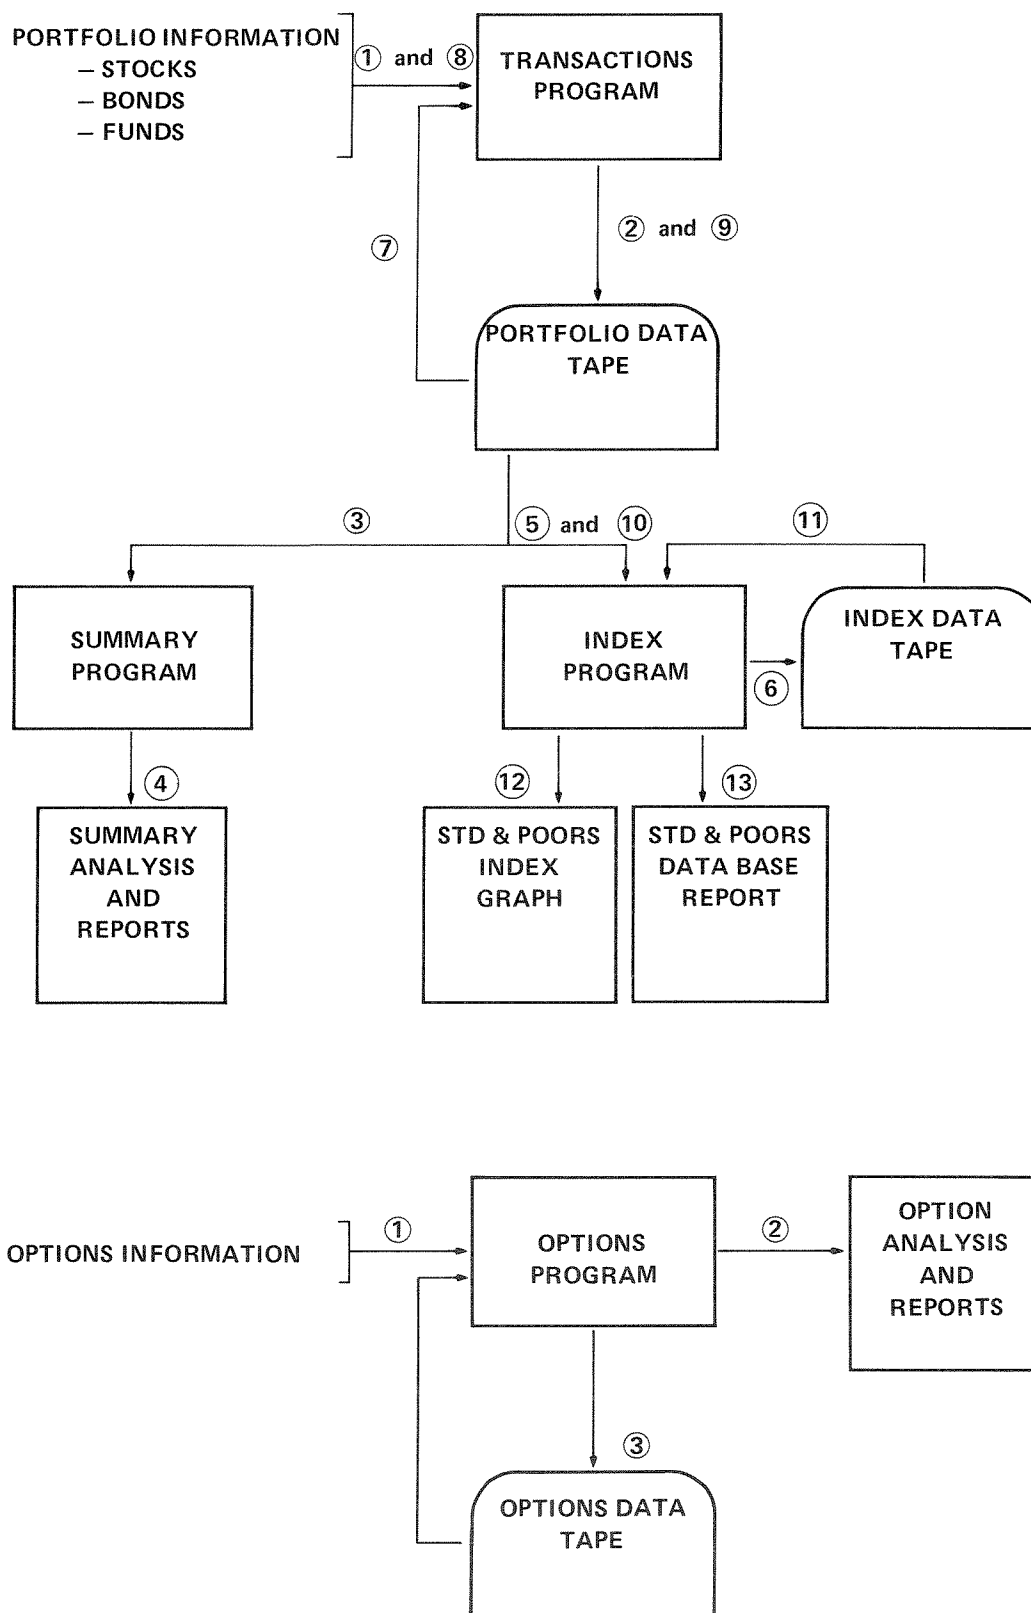 PORTFOLIO INFORMATION
– STOCKS
– BONDS
– FUNDS
① and ⑧
TRANSACTIONS
PROGRAM
② and ⑨
⑦
PORTFOLIO DATA
TAPE
③
⑤ and ⑩
⑪
SUMMARY
PROGRAM
INDEX
PROGRAM
⑥
INDEX DATA
TAPE
④
⑫
⑬
SUMMARY
ANALYSIS
AND
REPORTS
STD & POORS
INDEX
GRAPH
STD & POORS
DATA BASE
REPORT
OPTIONS INFORMATION
①
OPTIONS
PROGRAM
②
OPTION
ANALYSIS
AND
REPORTS
③
OPTIONS DATA
TAPE